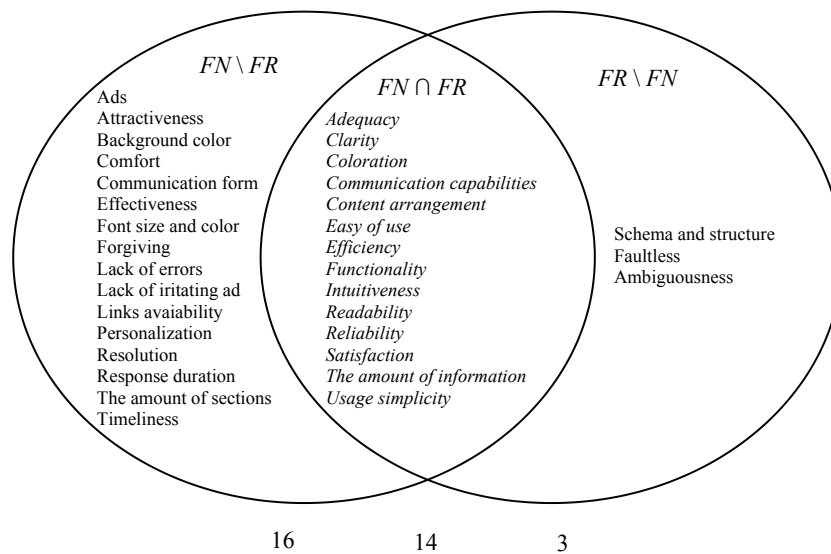 FN \ FR
Ads
Attractiveness
Background color
Comfort
Communication form
Effectiveness
Font size and color
Forgiving
Lack of errors
Lack of iritating ad
Links avaiability
Personalization
Resolution
Response duration
The amount of sections
Timeliness
FN ∩ FR
Adequacy
Clarity
Coloration
Communication capabilities
Content arrangement
Easy of use
Efficiency
Functionality
Intuitiveness
Readability
Reliability
Satisfaction
The amount of information
Usage simplicity
FR \ FN
Schema and structure
Faultless
Ambiguousness
16
14
3